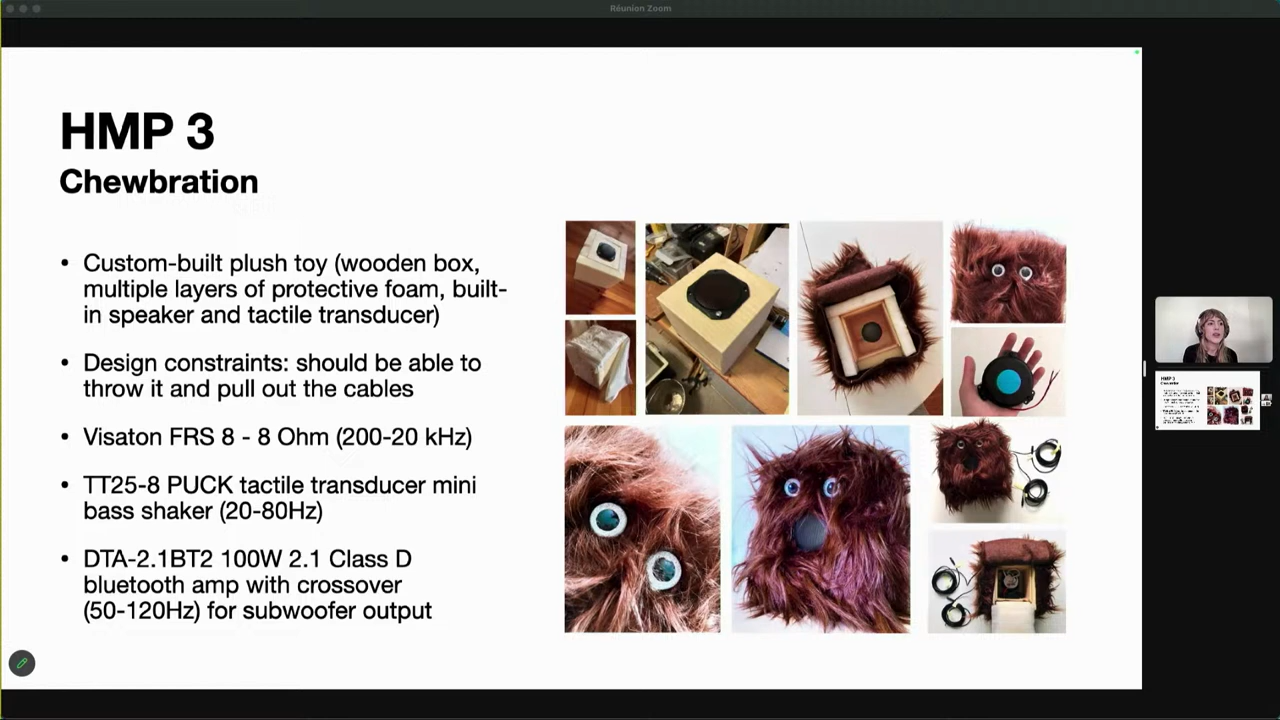 Réunion Zoom
HMP 3
Chewbration
• Custom-built plush toy (wooden box,
multiple layers of protective foam, built-
in speaker and tactile transducer)
• Design constraints: should be able to
throw it and pull out the cables
• Visaton FRS 8 - 8 Ohm (200-20 kHz)
• TT25-8 PUCK tactile transducer mini
bass shaker (20-80Hz)
• DTA-2.1BT2 100W 2.1 Class D
bluetooth amp with crossover
(50-120Hz) for subwoofer output